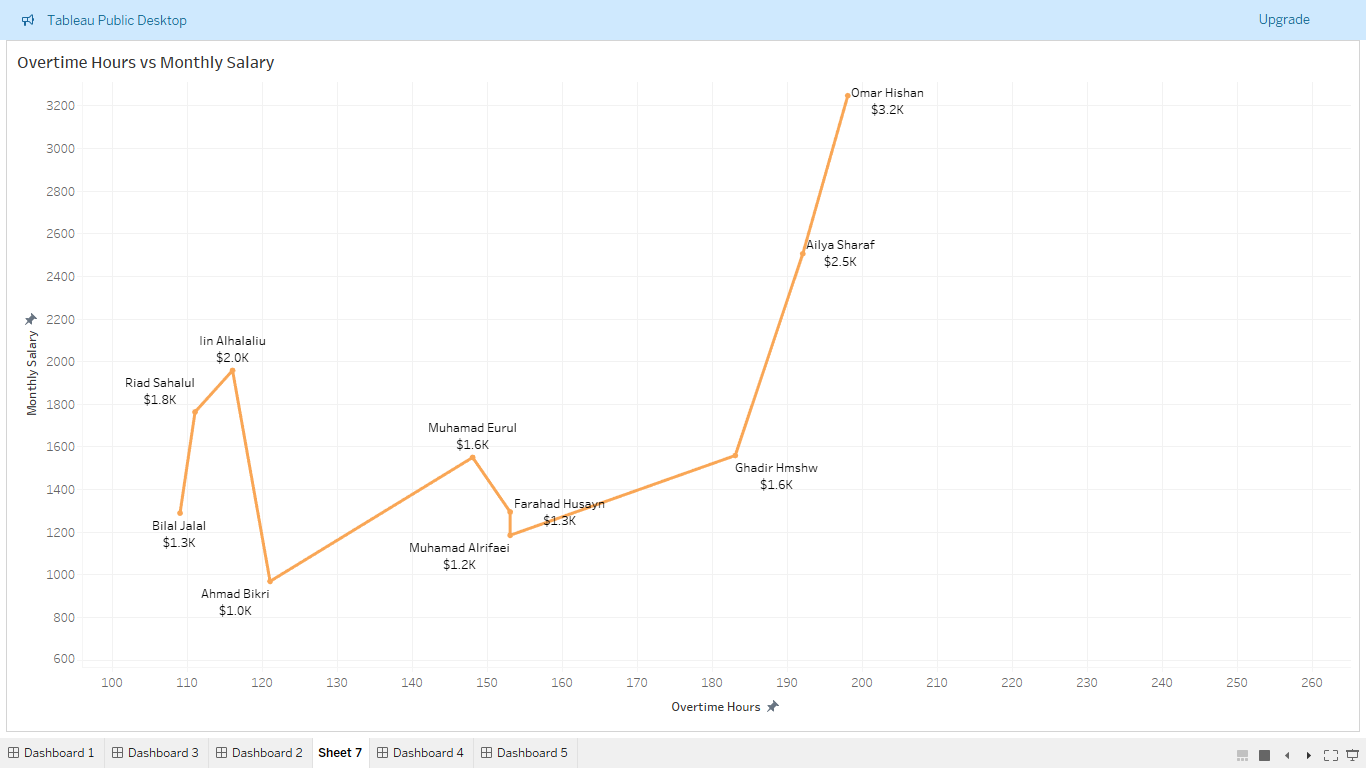 Tableau Public Desktop
Upgrade
Overtime Hours vs Monthly Salary
3200
3000
2800
2600
2400
2200
2000
1800
1600
1400
1200
1000
800
600
Monthly Salary
Omar Hishan
$3.2K
Ailya Sharaf
$2.5K
lin Alhalaliu
$2.0K
Riad Sahalul
$1.8K
Muhamad Eurul
$1.6K
Ghadir Hmshw
$1.6K
Farahad Husayn
$1.3K
Bilal Jalal
$1.3K
Muhamad Alrifaei
$1.2K
Ahmad Bikri
$1.0K
100 110 120 130 140 150 160 170 180 190 200 210 220 230 240 250 260
Overtime Hours
Dashboard 1 Dashboard 3 Dashboard 2 Sheet 7 Dashboard 4 Dashboard 5